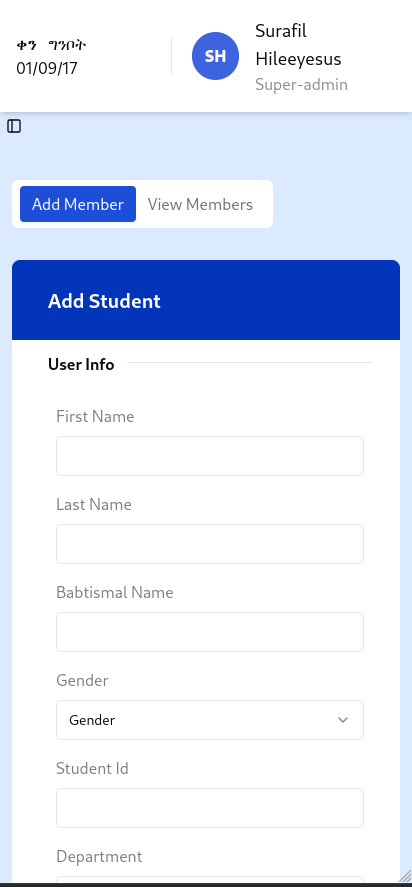 ቀን ግንቦት
01/09/17
SH
Surafil
Hileeyesus
Super-admin
Add Member
View Members
Add Student
User Info
First Name
Last Name
Babtismal Name
Gender
Gender
Student Id
Department